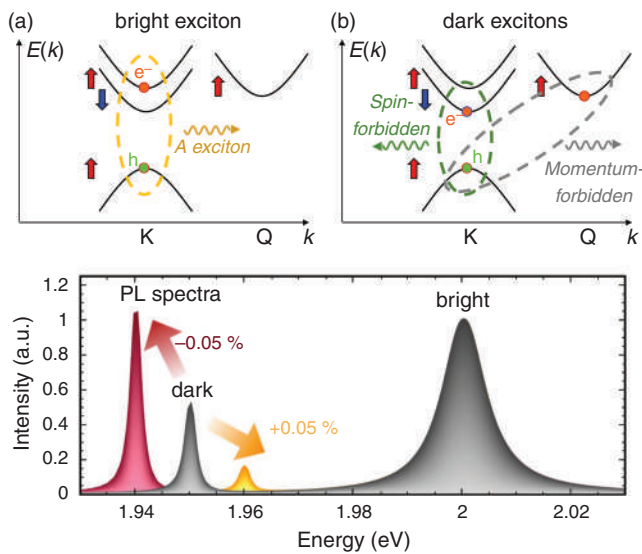 (a) bright exciton
E(k)
e⁻
A exciton
h
K Q k
(b) dark excitons
E(k)
Spin-
forbidden
e⁻
h
Momentum-
forbidden
K Q k
1.2
1
0.8
0.6
0.4
0.2
0
Intensity (a.u.)
PL spectra
–0.05 %
dark
+0.05 %
bright
1.94 1.96 1.98 2 2.02
Energy (eV)